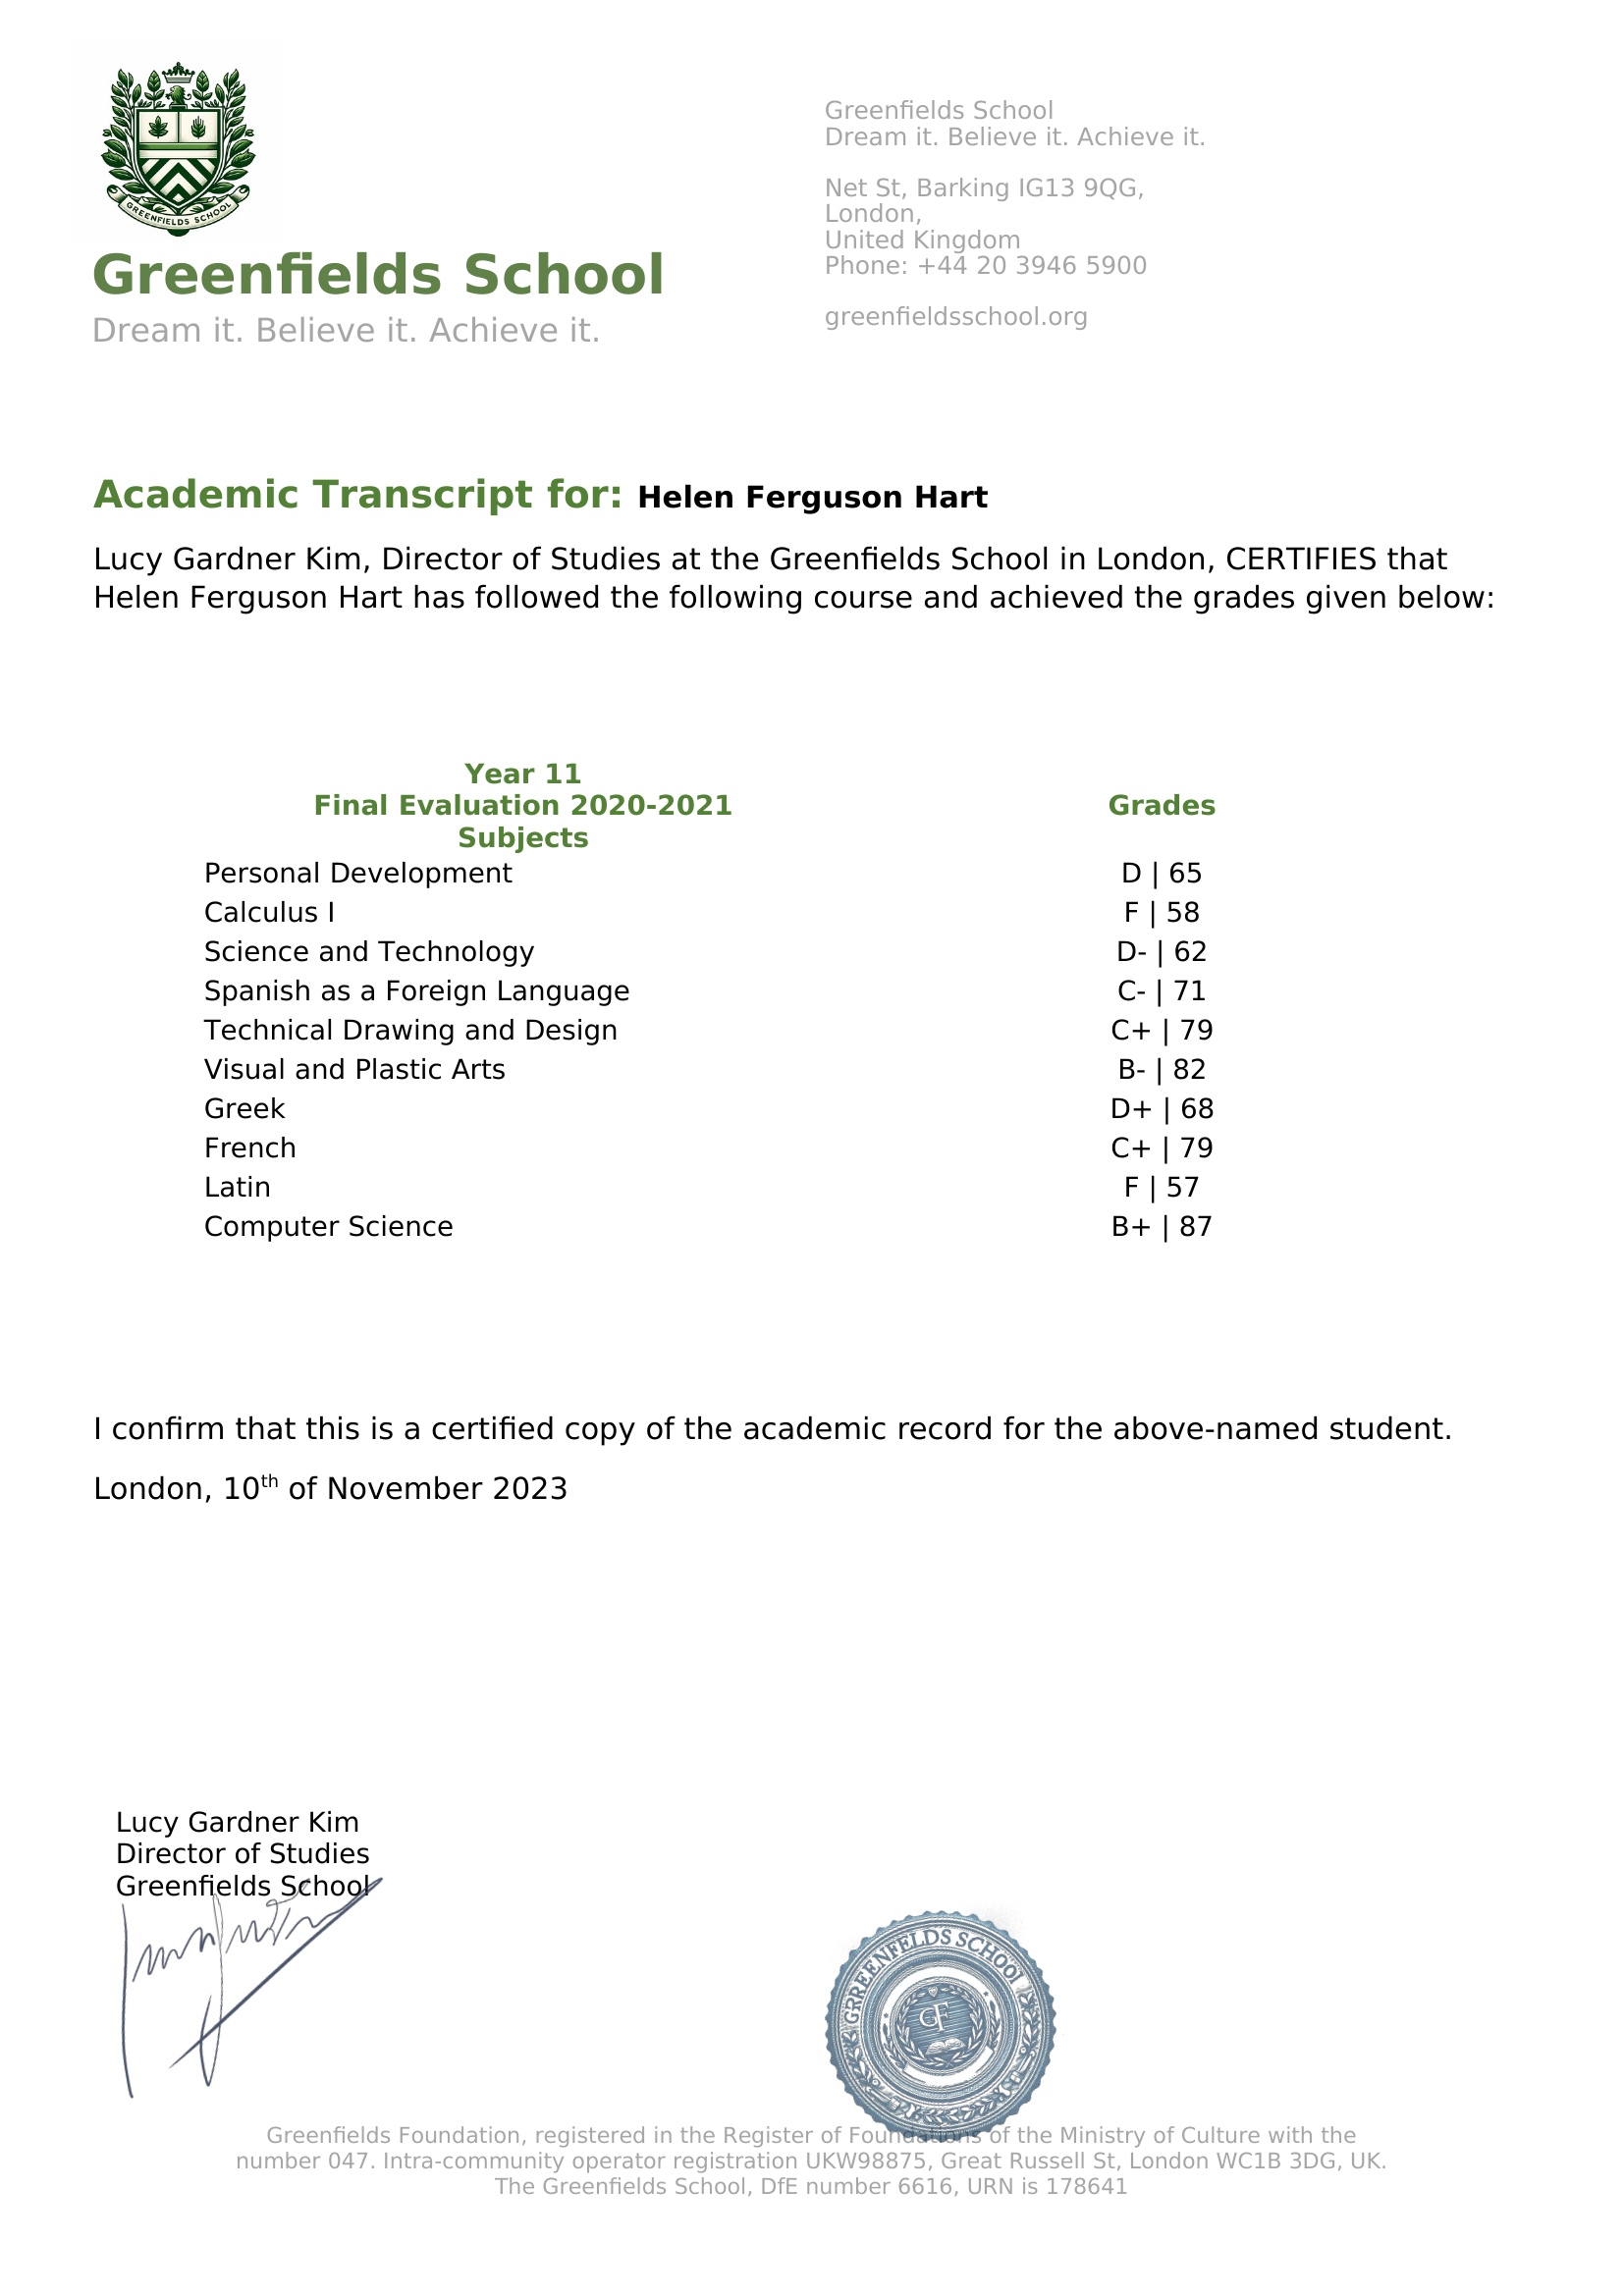 GREENFIELDS SCHOOL
Greenfields School
Dream it. Believe it. Achieve it.
Greenfields School
Dream it. Believe it. Achieve it.
Net St, Barking IG13 9QG,
London,
United Kingdom
Phone: +44 20 3946 5900
greenfieldsschool.org
Academic Transcript for: Helen Ferguson Hart
Lucy Gardner Kim, Director of Studies at the Greenfields School in London, CERTIFIES that
Helen Ferguson Hart has followed the following course and achieved the grades given below:
Year 11
Final Evaluation 2020-2021
Subjects
Grades
Personal Development D | 65
Calculus I F | 58
Science and Technology D- | 62
Spanish as a Foreign Language C- | 71
Technical Drawing and Design C+ | 79
Visual and Plastic Arts B- | 82
Greek D+ | 68
French C+ | 79
Latin F | 57
Computer Science B+ | 87
I confirm that this is a certified copy of the academic record for the above-named student.
London, 10th of November 2023
Lucy Gardner Kim
Director of Studies
Greenfields School
GRREENFELDS SCHOOL
GF
Greenfields Foundation, registered in the Register of Foundations of the Ministry of Culture with the
number 047. Intra-community operator registration UKW98875, Great Russell St, London WC1B 3DG, UK.
The Greenfields School, DfE number 6616, URN is 178641